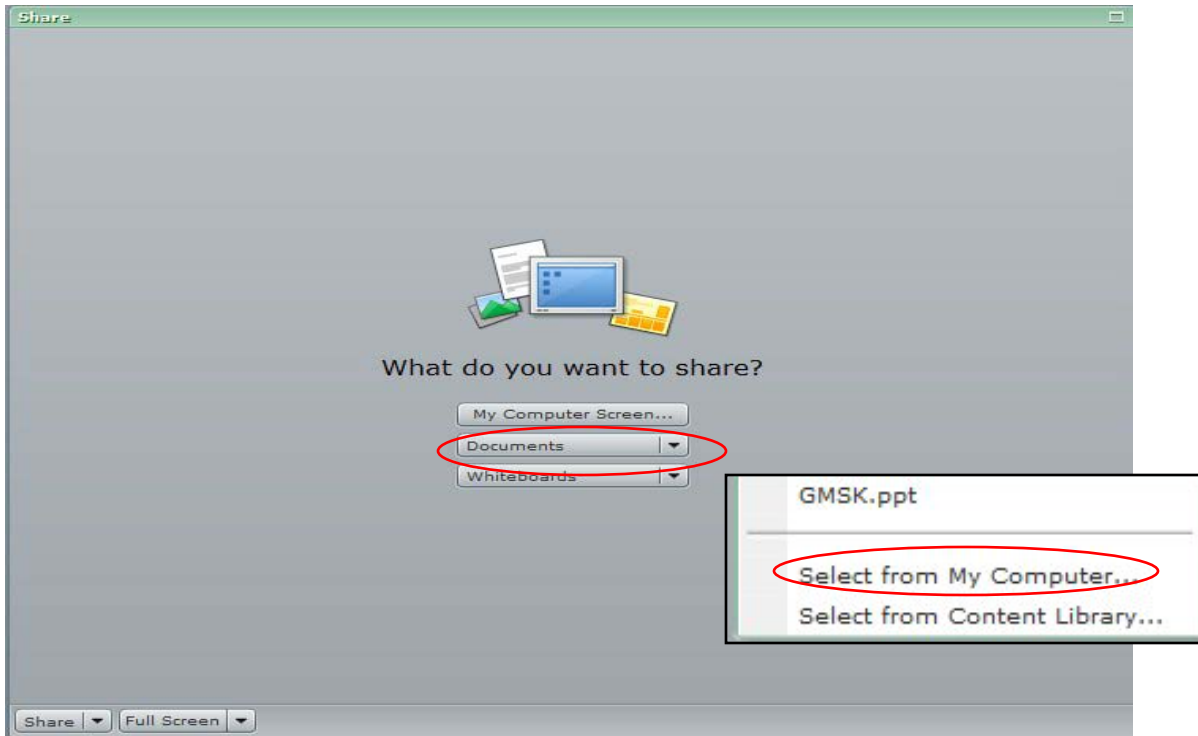 Share
What do you want to share?
My Computer Screen...
Documents
Whiteboards
GMSK.ppt
Select from My Computer...
Select from Content Library...
Share
Full Screen